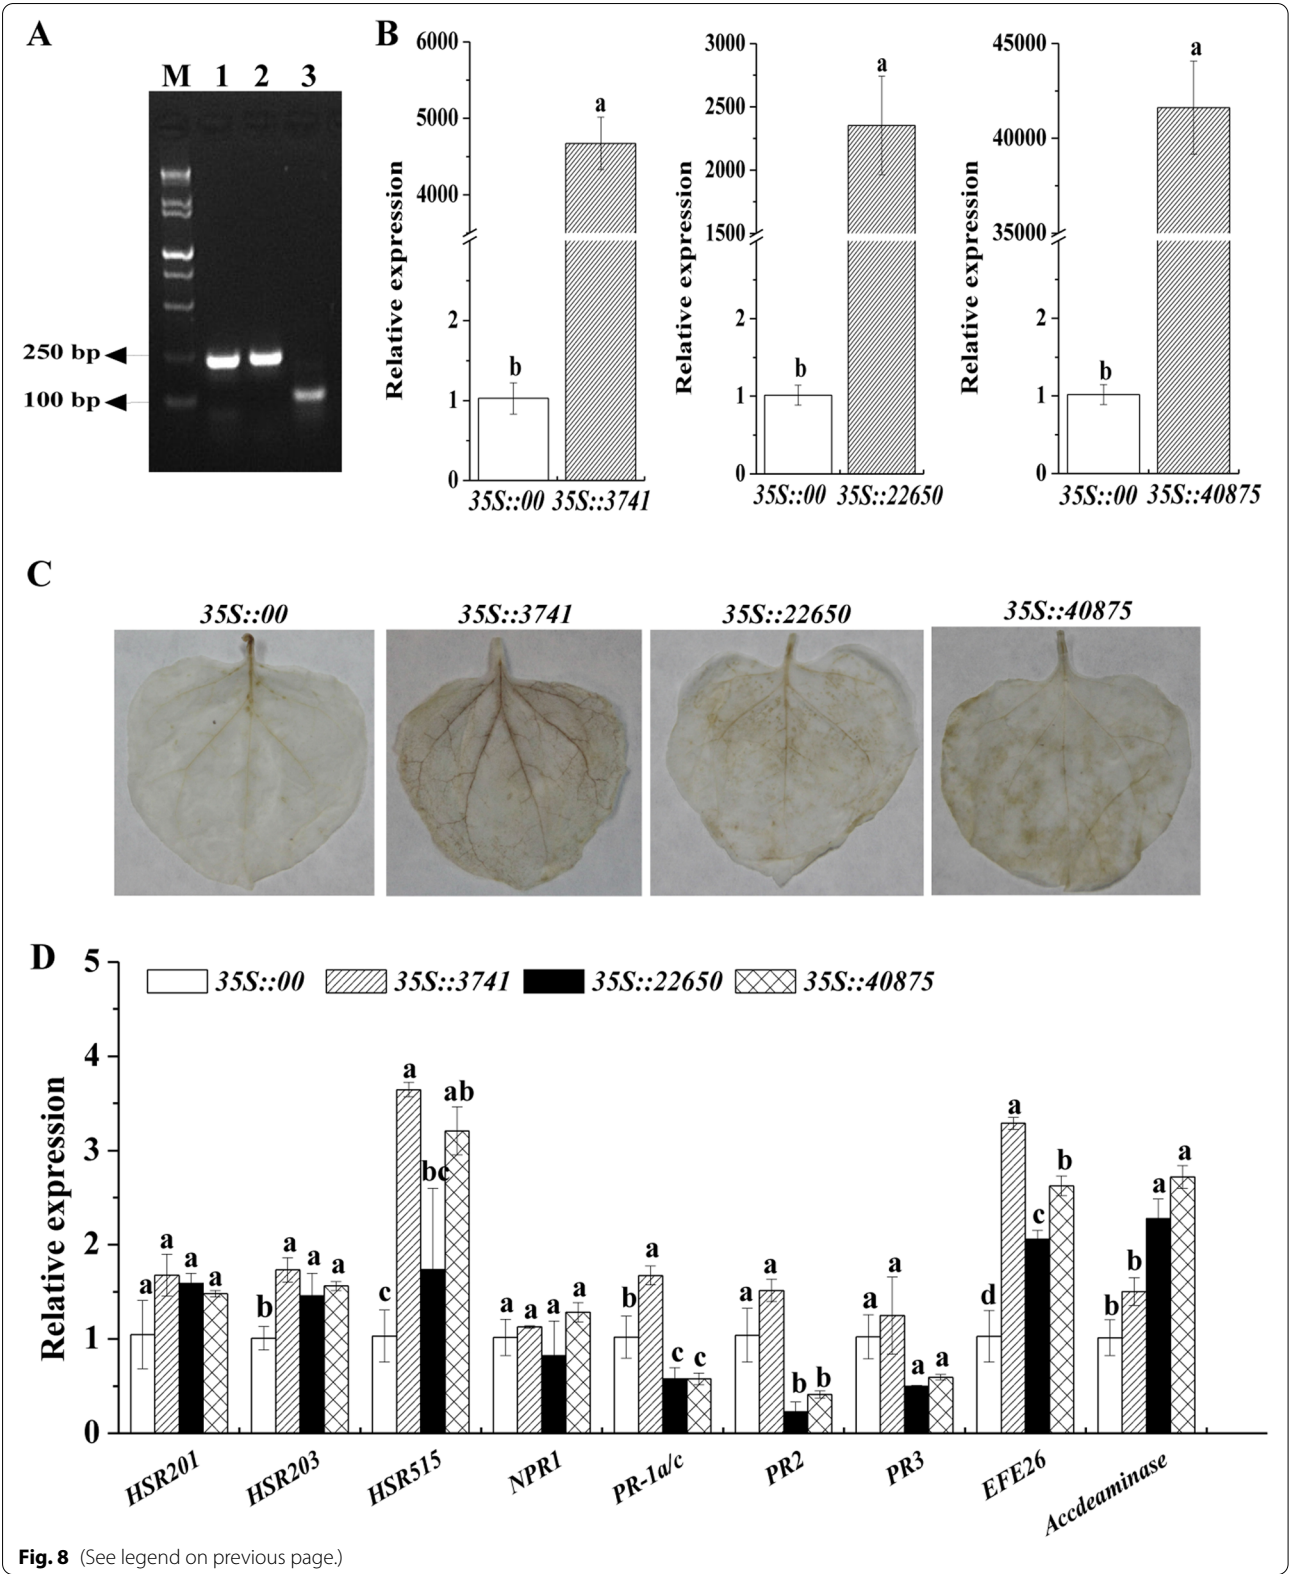 A
M 1 2 3
250 bp
100 bp
B
6000
5000
4000
2
1
0
Relative expression
b
a
35S::00 35S::3741
3000
2500
2000
1500
2
1
0
Relative expression
b
a
35S::00 35S::22650
45000
40000
35000
2
1
0
Relative expression
b
a
35S::00 35S::40875
C
35S::00 35S::3741 35S::22650 35S::40875
D
5
4
3
2
1
0
Relative expression
35S::00 35S::3741 35S::22650 35S::40875
a a a a
b a a a
c a bc ab
a a a a
b a c c
a a b b
a a a a
d a c b
b b a a
HSR201 HSR203 HSR515 NPR1 PR-1a/c PR2 PR3 EFE26 Accdeaminase
Fig. 8 (See legend on previous page.)